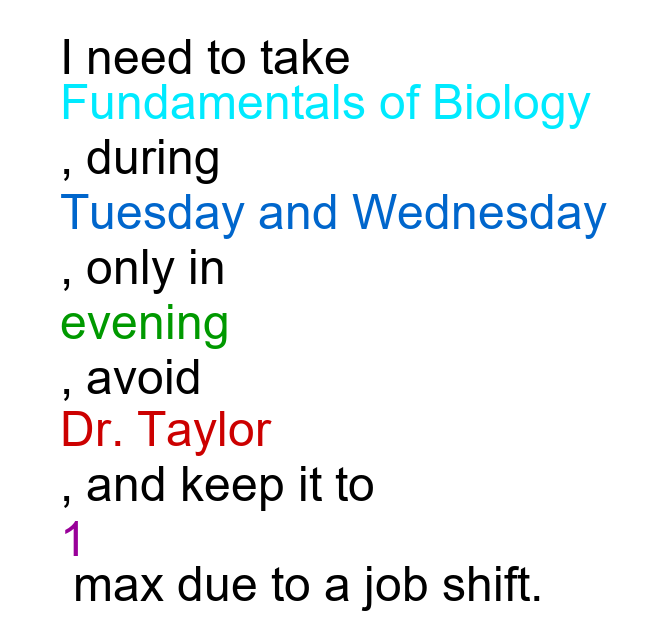 I need to take
Fundamentals of Biology
, during
Tuesday and Wednesday
, only in
evening
, avoid
Dr. Taylor
, and keep it to
1
max due to a job shift.